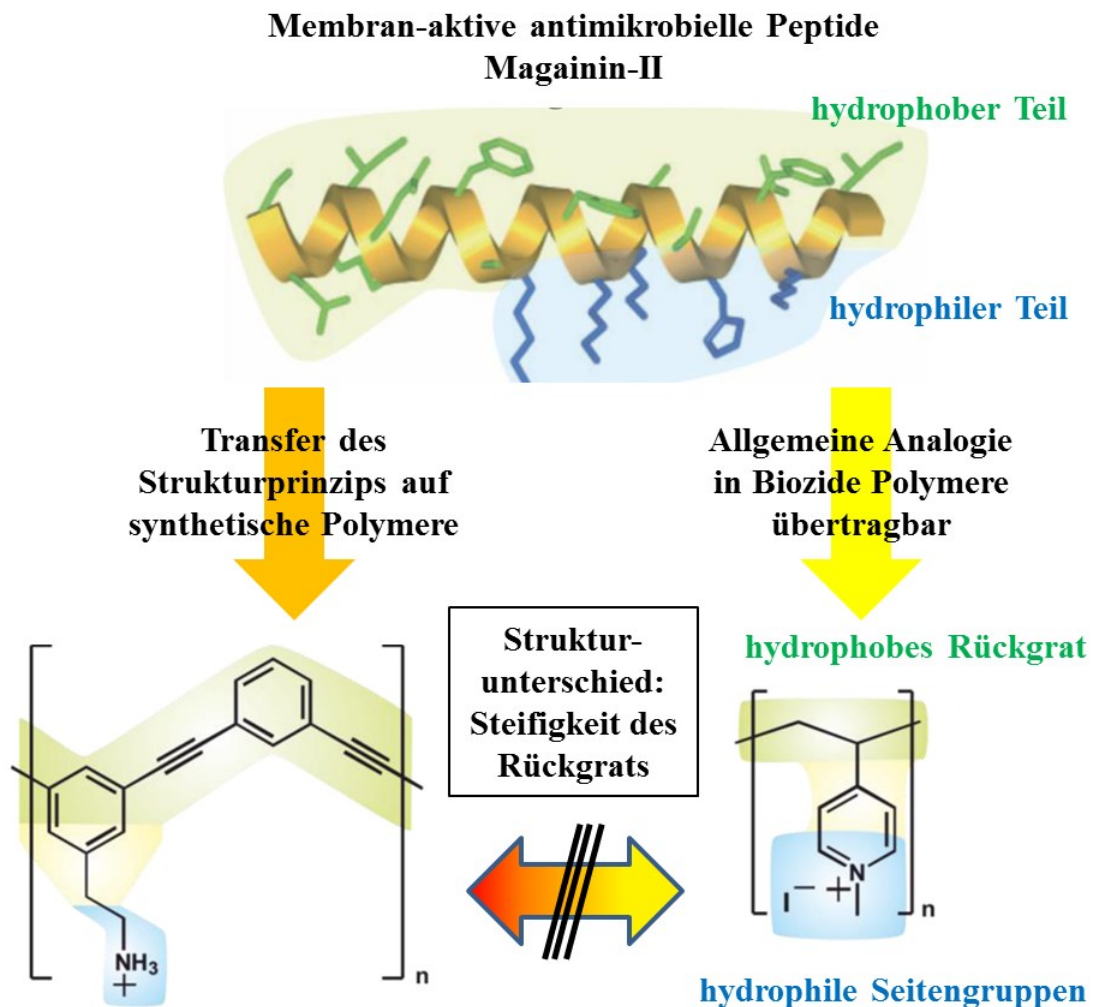 Membran-aktive antimikrobielle Peptide
Magainin-II
hydrophober Teil
hydrophiler Teil
Transfer des
Strukturprinzips auf
synthetische Polymere
Allgemeine Analogie
in Biozide Polymere
übertragbar
Struktur-
unterschied:
Steifigkeit des
Rückgrats
hydrophobes Rückgrat
n
NH3
+
I−
+
N
n
hydrophile Seitengruppen